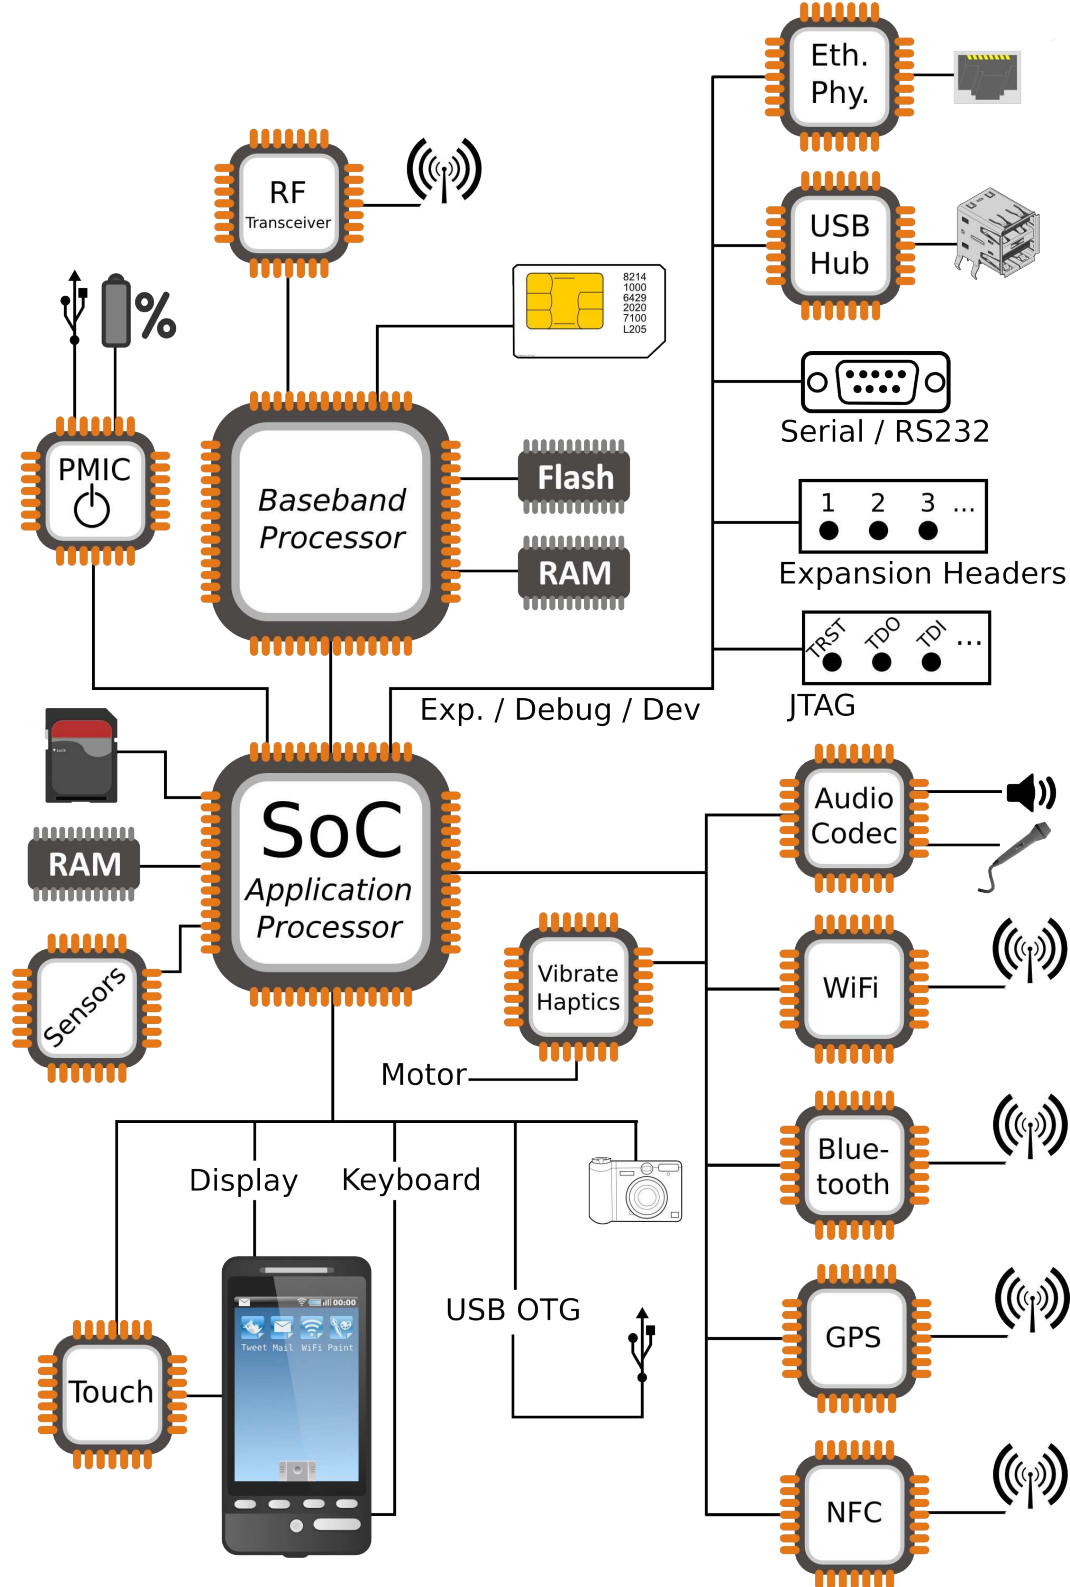 Eth.
Phy.
RF
Transceiver
USB
Hub
8214
1000
6429
2020
7100
L205
%
Serial / RS232
PMIC
Flash
Baseband
Processor
1 2 3 ...
RAM
Expansion Headers
TRST TDO TDI ...
JTAG
Exp. / Debug / Dev
SoC
Application
Processor
RAM
Sensors
Audio
Codec
Vibrate
Haptics
WiFi
Motor
Blue-
tooth
Display
Keyboard
USB OTG
00:00
Tweet Mail WiFi Paint
GPS
Touch
NFC